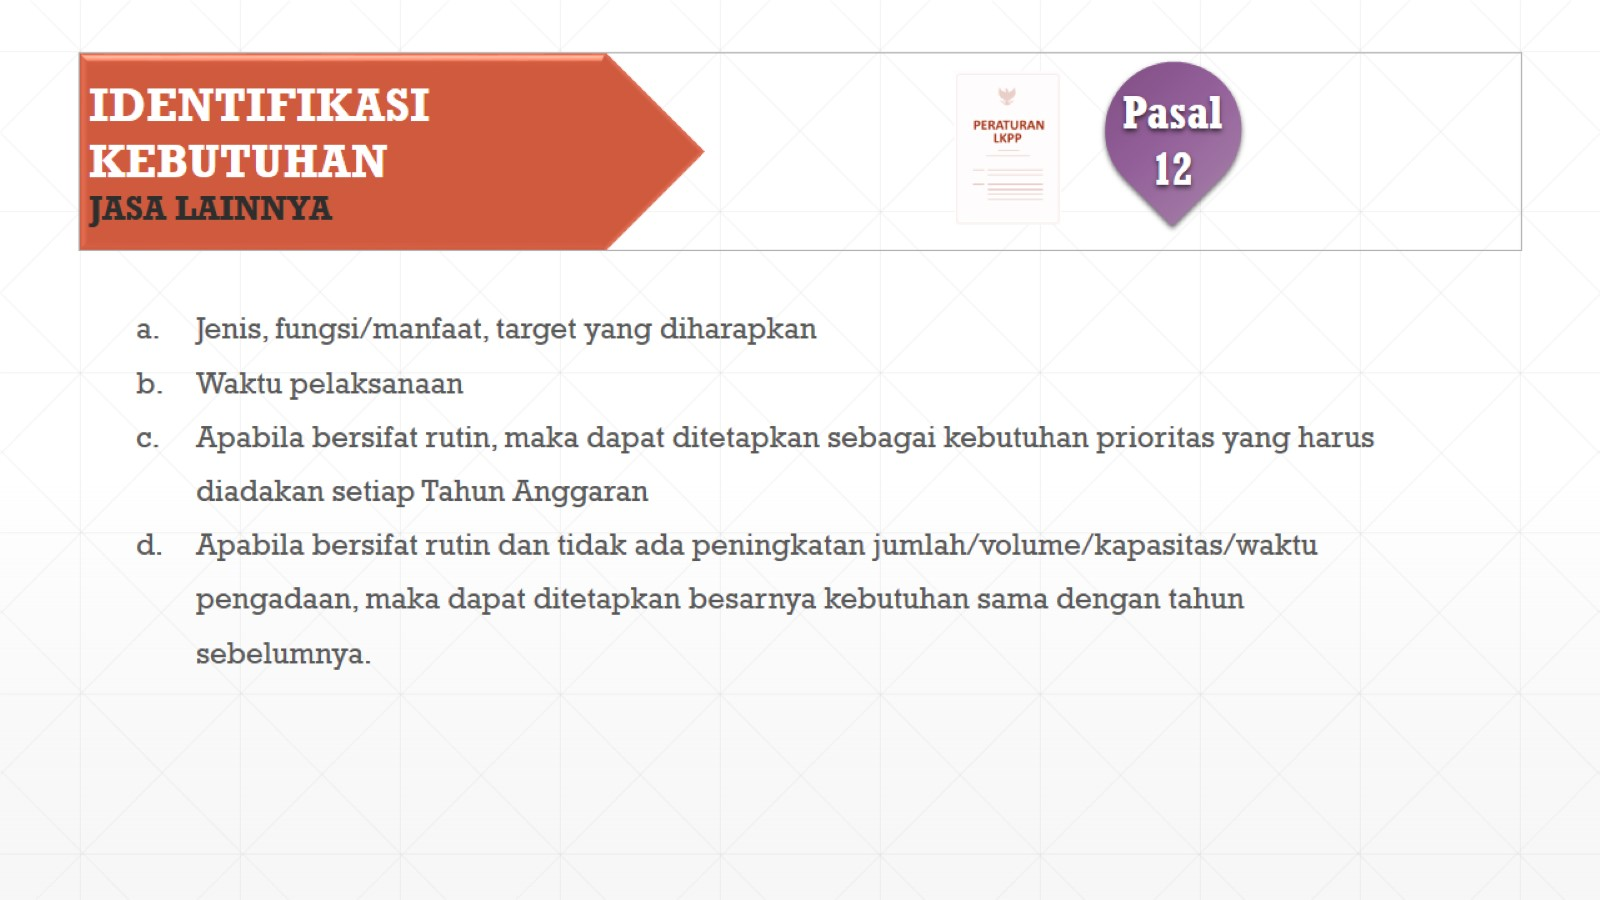 IDENTIFIKASI
KEBUTUHAN
JASA LAINNYA
PERATURAN
LKPP
Pasal
12
a. Jenis, fungsi/manfaat, target yang diharapkan
b. Waktu pelaksanaan
c. Apabila bersifat rutin, maka dapat ditetapkan sebagai kebutuhan prioritas yang harus
diadakan setiap Tahun Anggaran
d. Apabila bersifat rutin dan tidak ada peningkatan jumlah/volume/kapasitas/waktu
pengadaan, maka dapat ditetapkan besarnya kebutuhan sama dengan tahun
sebelumnya.